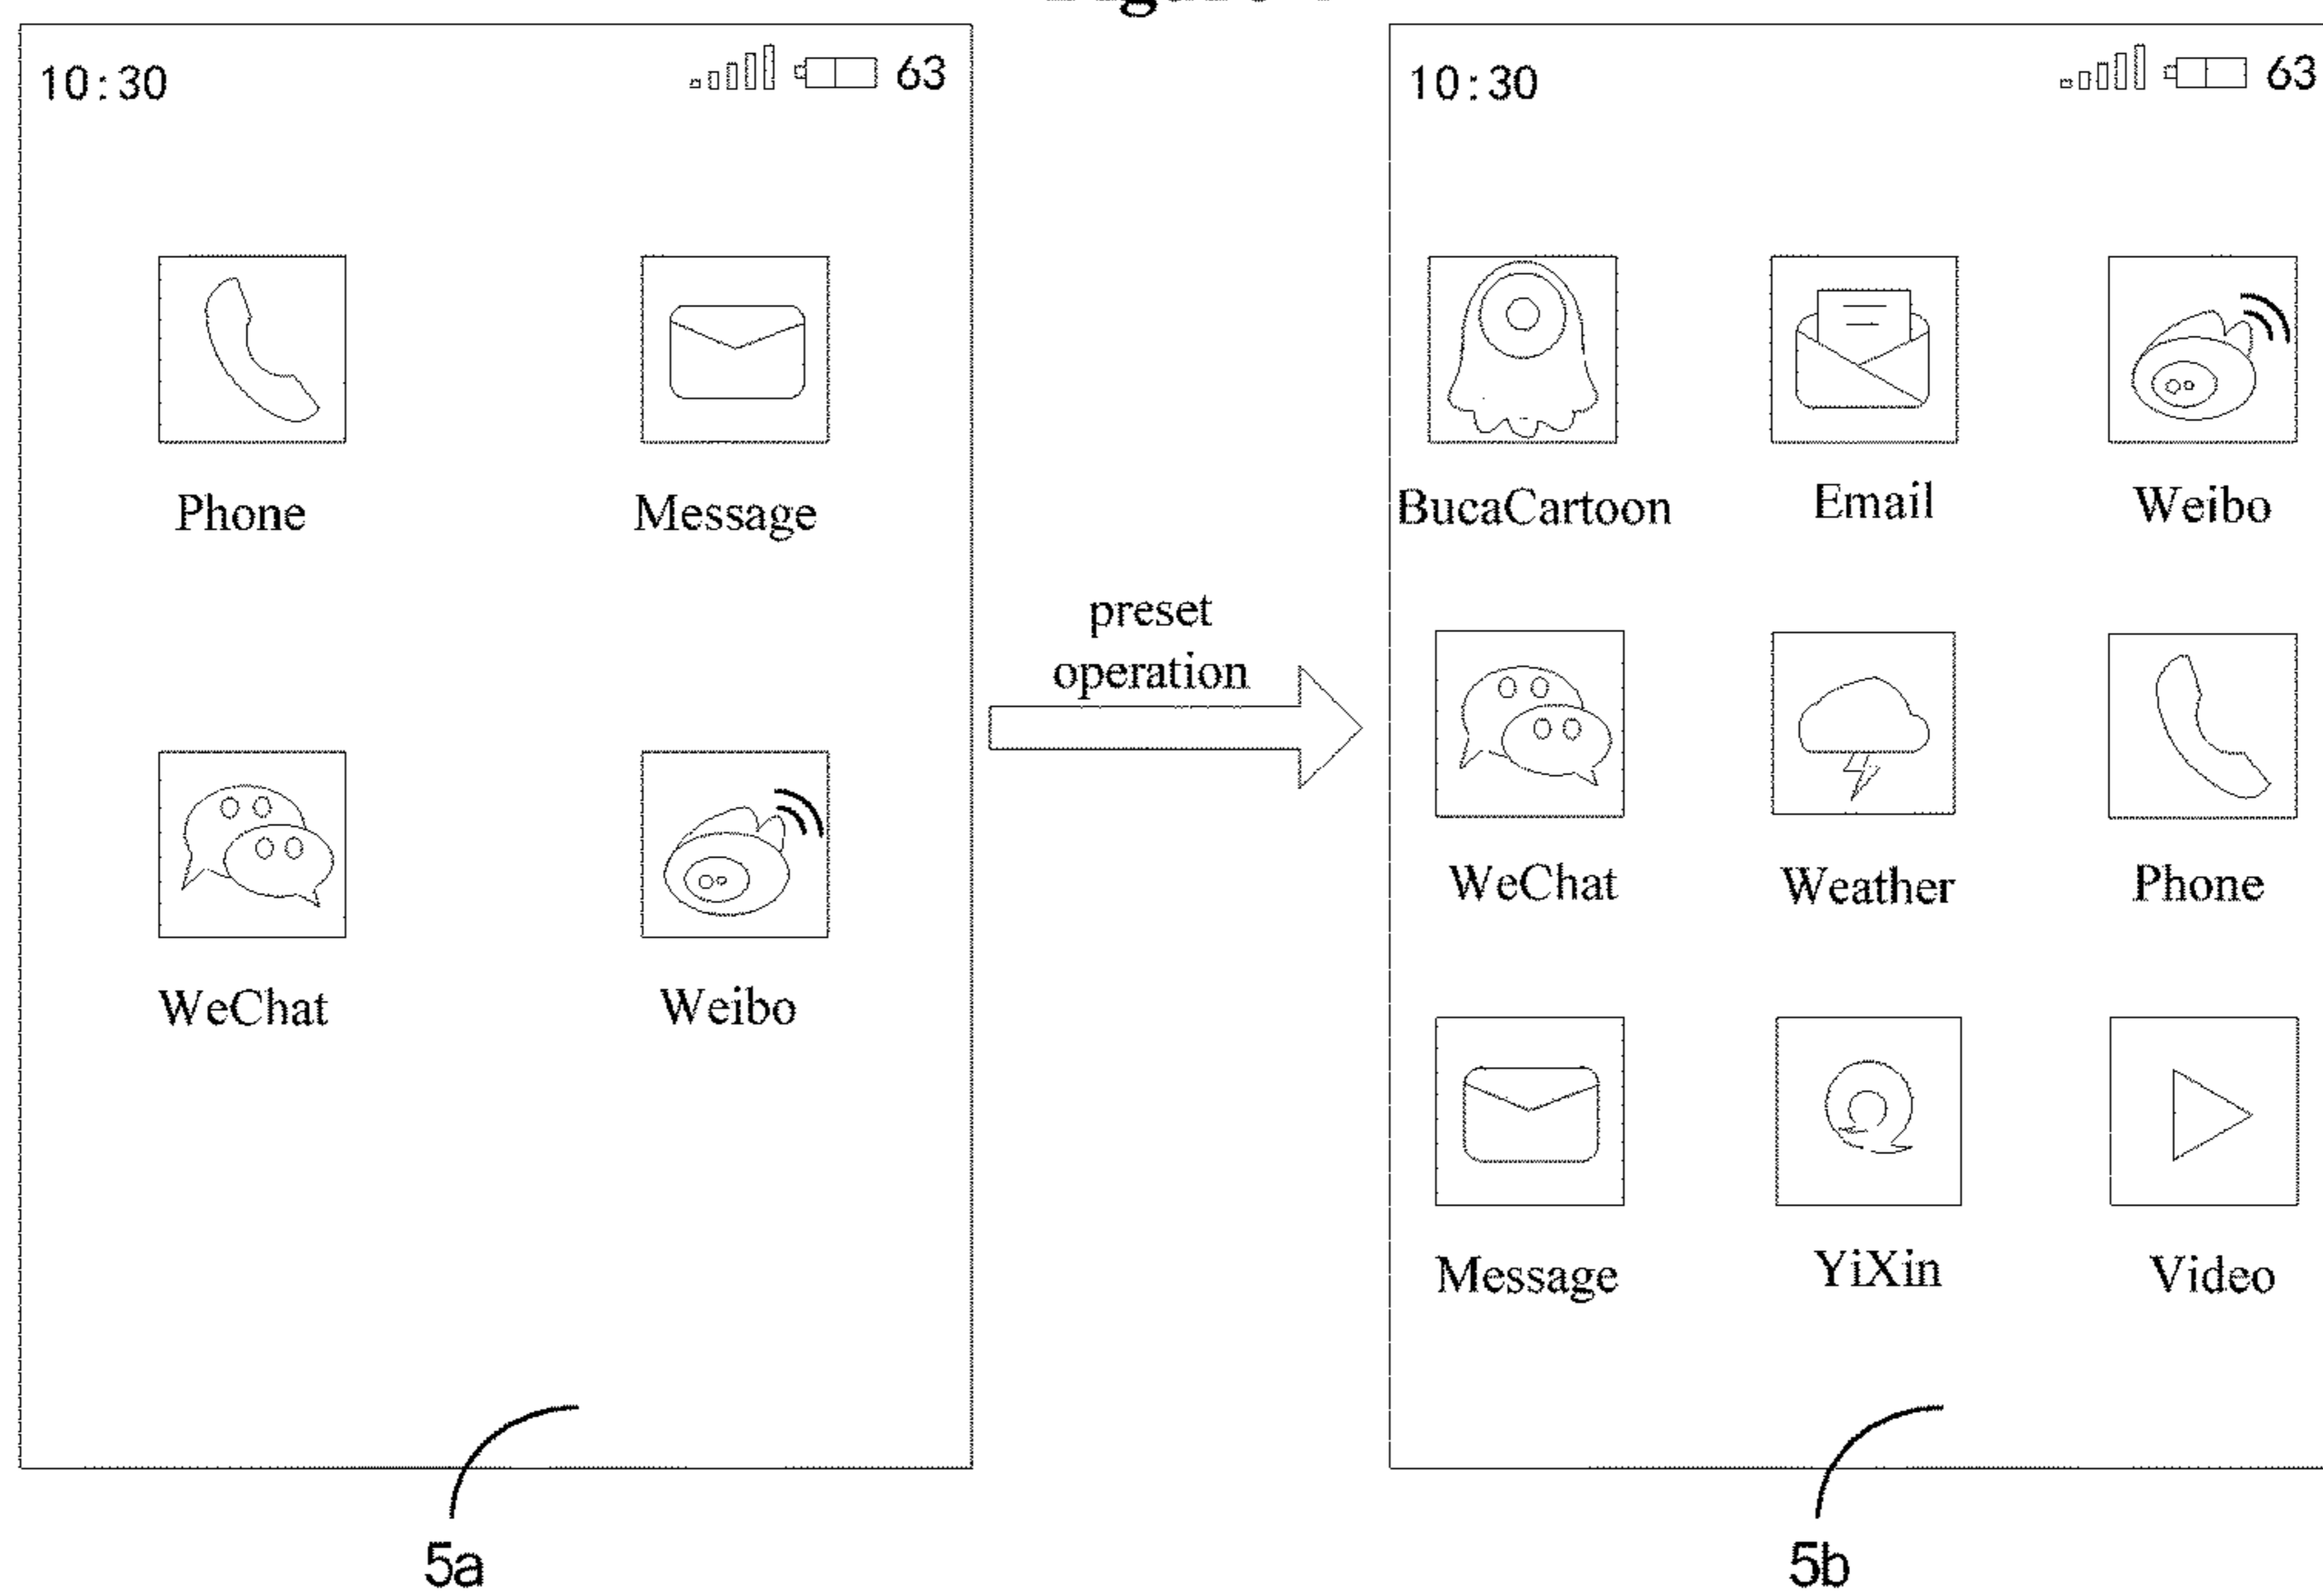 10:30 63
Phone Message
WeChat Weibo
5a
preset
operation
10:30 63
BucaCartoon Email Weibo
WeChat Weather Phone
Message YiXin Video
5b